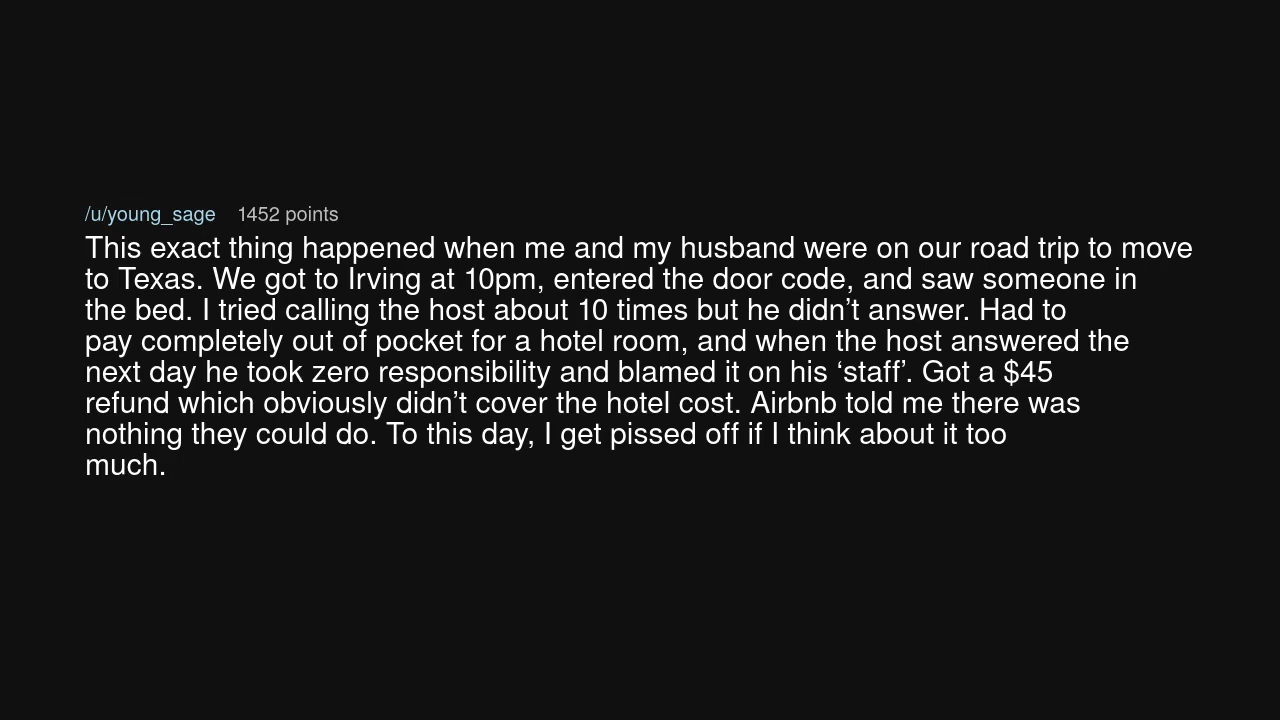 /u/young_sage 1452 points
This exact thing happened when me and my husband were on our road trip to move
to Texas. We got to Irving at 10pm, entered the door code, and saw someone in
the bed. I tried calling the host about 10 times but he didn’t answer. Had to
pay completely out of pocket for a hotel room, and when the host answered the
next day he took zero responsibility and blamed it on his ‘staff’. Got a $45
refund which obviously didn’t cover the hotel cost. Airbnb told me there was
nothing they could do. To this day, I get pissed off if I think about it too
much.